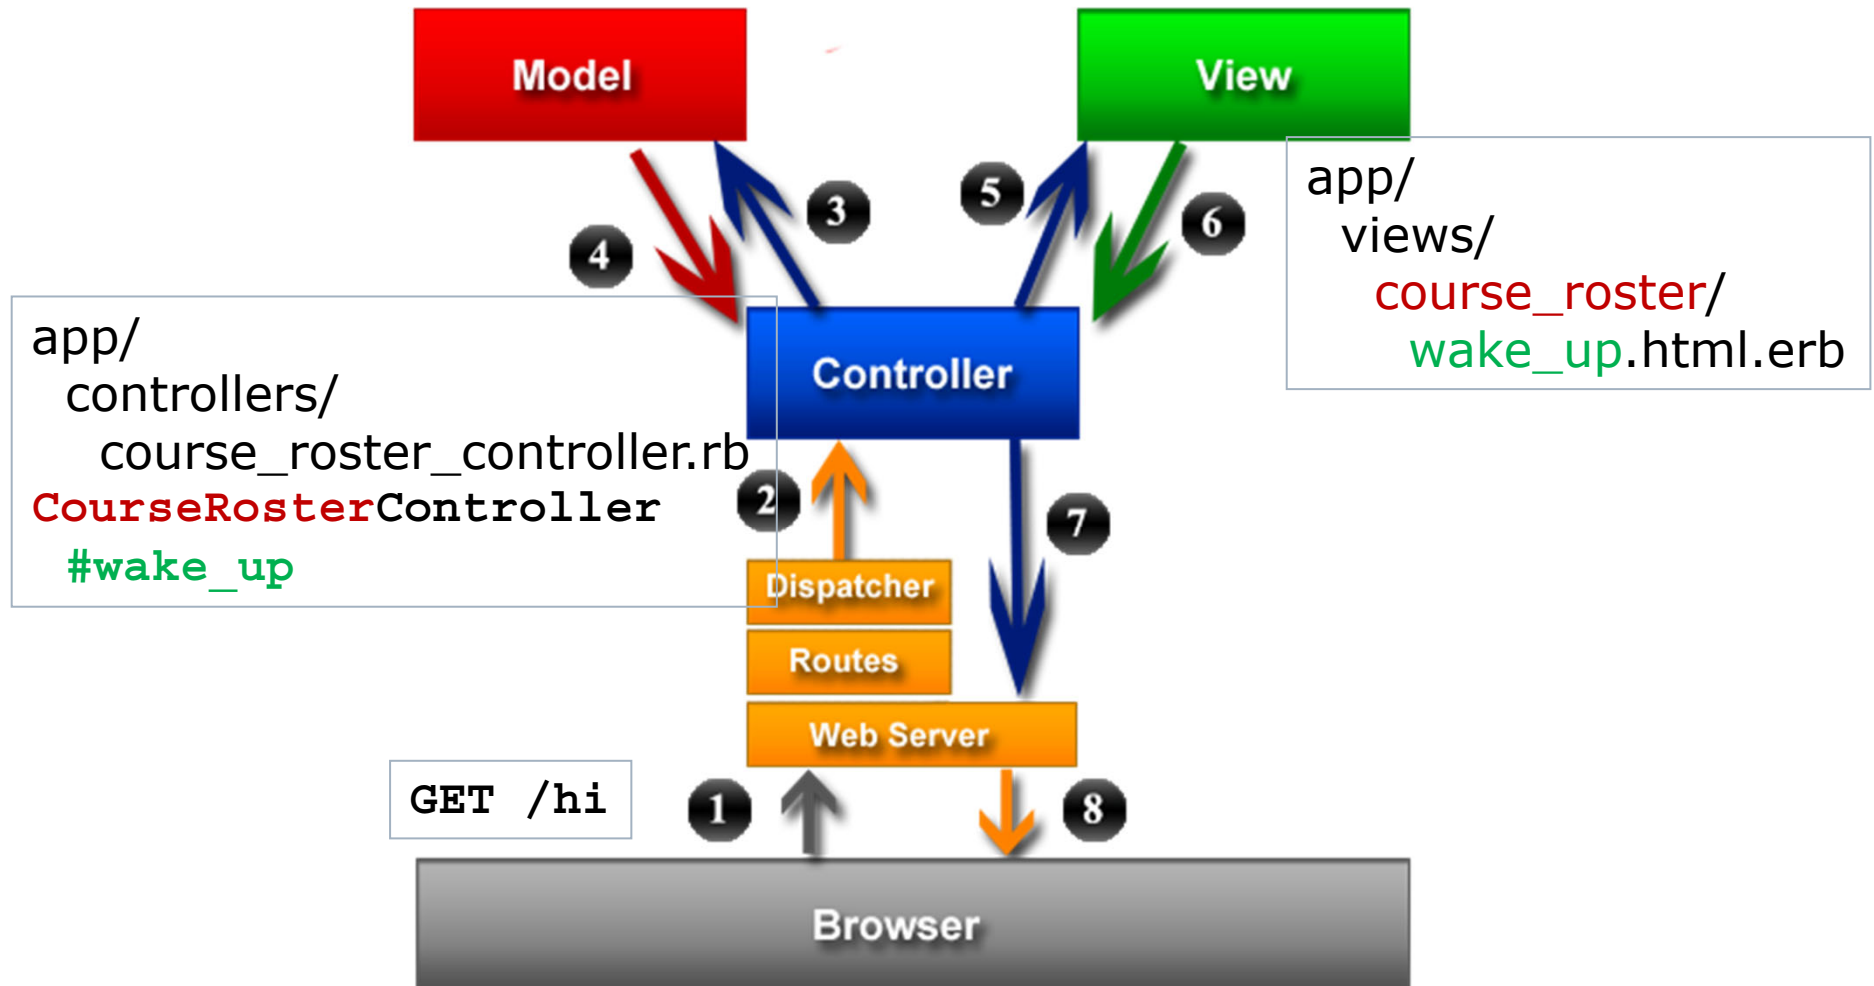 Model
View
3
5
4
6
app/
views/
course_roster/
wake_up.html.erb
app/
controllers/
course_roster_controller.rb
CourseRosterController
#wake_up
Controller
2
7
Dispatcher
Routes
Web Server
GET /hi
1
8
Browser